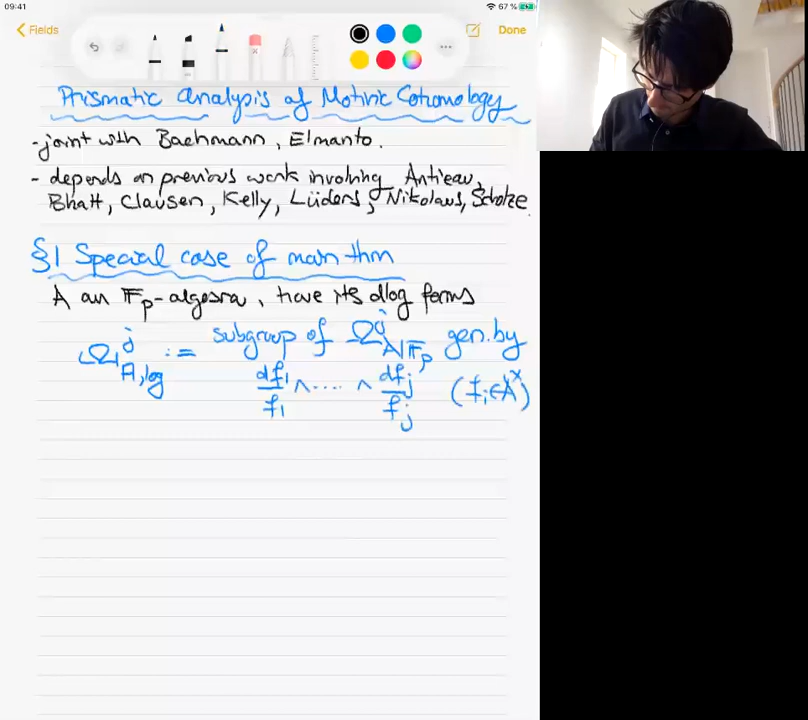 09:41
67%
Fields
Done
Prismatic Analysis of Motivic Cohomology
- joint with Bachmann, Elmanto.
- depends on previous work involving Antieau,
Bhatt, Clausen, Kelly, Lüders, Nikolaus, Scholze.
§1 Special case of main thm
A an 𝔽_p-algebra, have its dlog forms
Ω^j_{A,log} := subgroup of Ω^j_{A|𝔽_p} gen. by
df_1/f_1 ∧ .... ∧ df_j/f_j (f_i ∈ A^×)